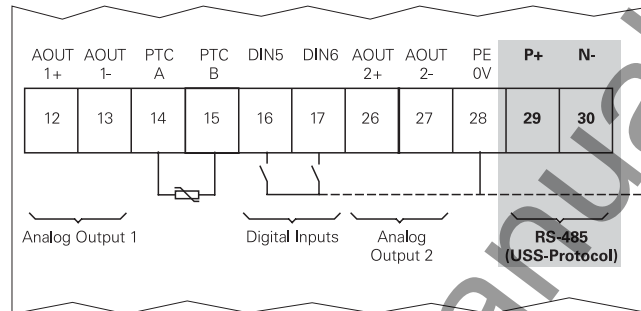 AOUT AOUT PTC PTC DIN5 DIN6 AOUT AOUT PE P+ N-
1+ 1- A B 2+ 2- 0V
12 13 14 15 16 17 26 27 28 29 30
Analog Output 1 Digital Inputs Analog RS-485
Output 2 (USS-Protocol)